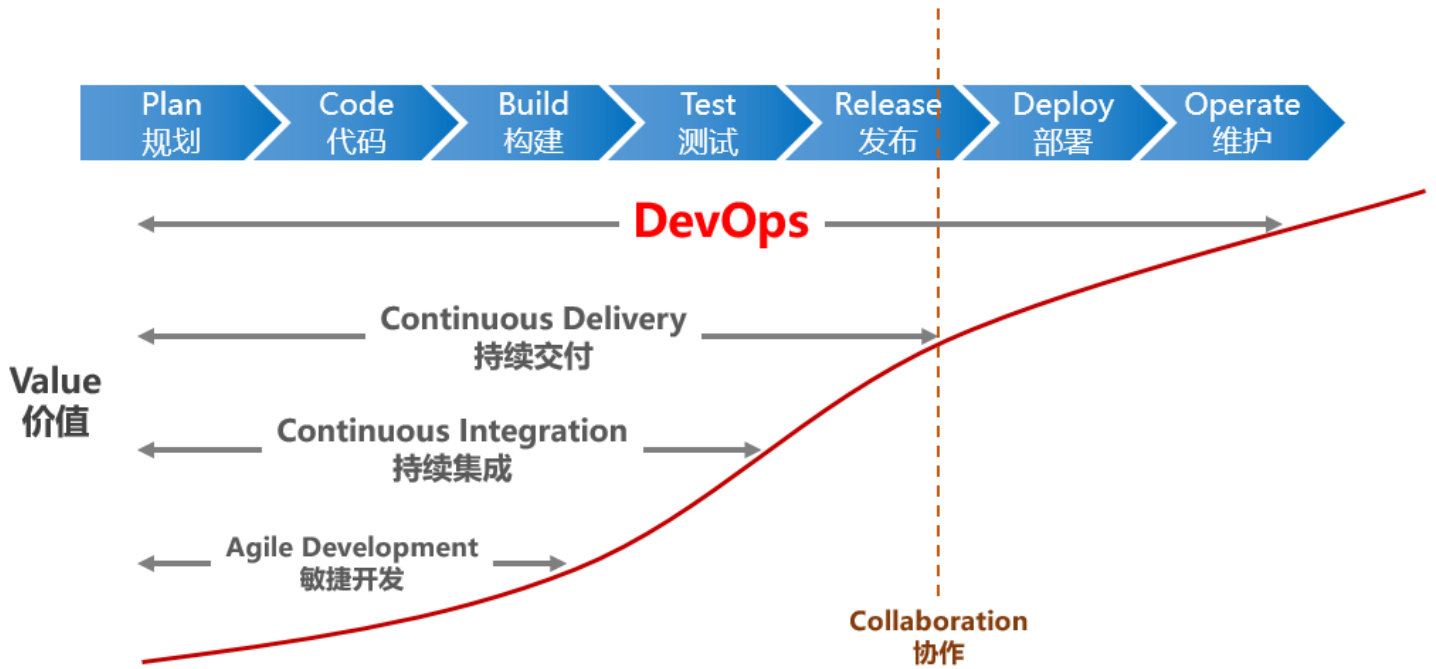 Plan
规划
Code
代码
Build
构建
Test
测试
Release
发布
Deploy
部署
Operate
维护
DevOps
Continuous Delivery
持续交付
Value
价值
Continuous Integration
持续集成
Agile Development
敏捷开发
Collaboration
协作